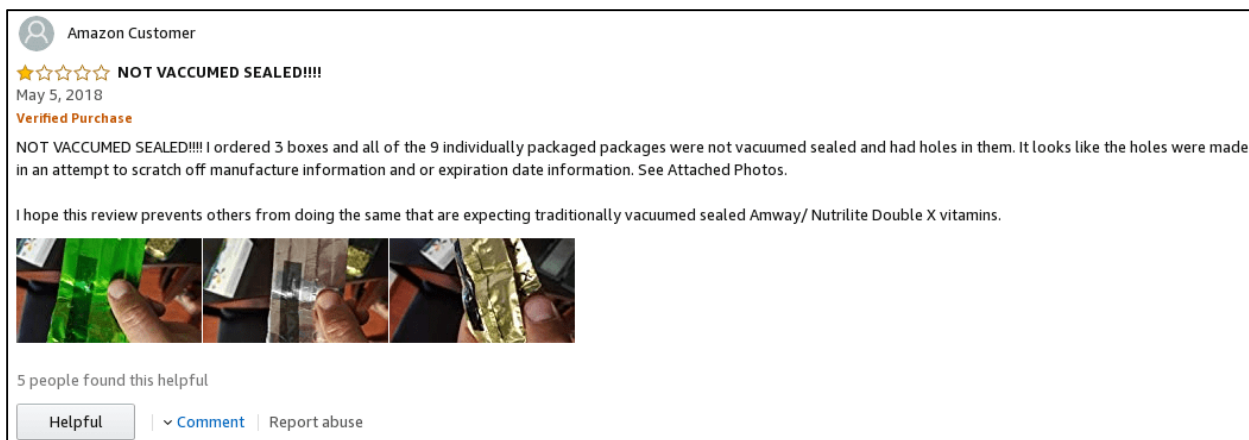 Amazon Customer
NOT VACCUMED SEALED!!!!
May 5, 2018
Verified Purchase
NOT VACCUMED SEALED!!!! I ordered 3 boxes and all of the 9 individually packaged packages were not vacuumed sealed and had holes in them. It looks like the holes were made
in an attempt to scratch off manufacture information and or expiration date information. See Attached Photos.
I hope this review prevents others from doing the same that are expecting traditionally vacuumed sealed Amway/ Nutrilite Double X vitamins.
5 people found this helpful
Helpful
Comment
Report abuse